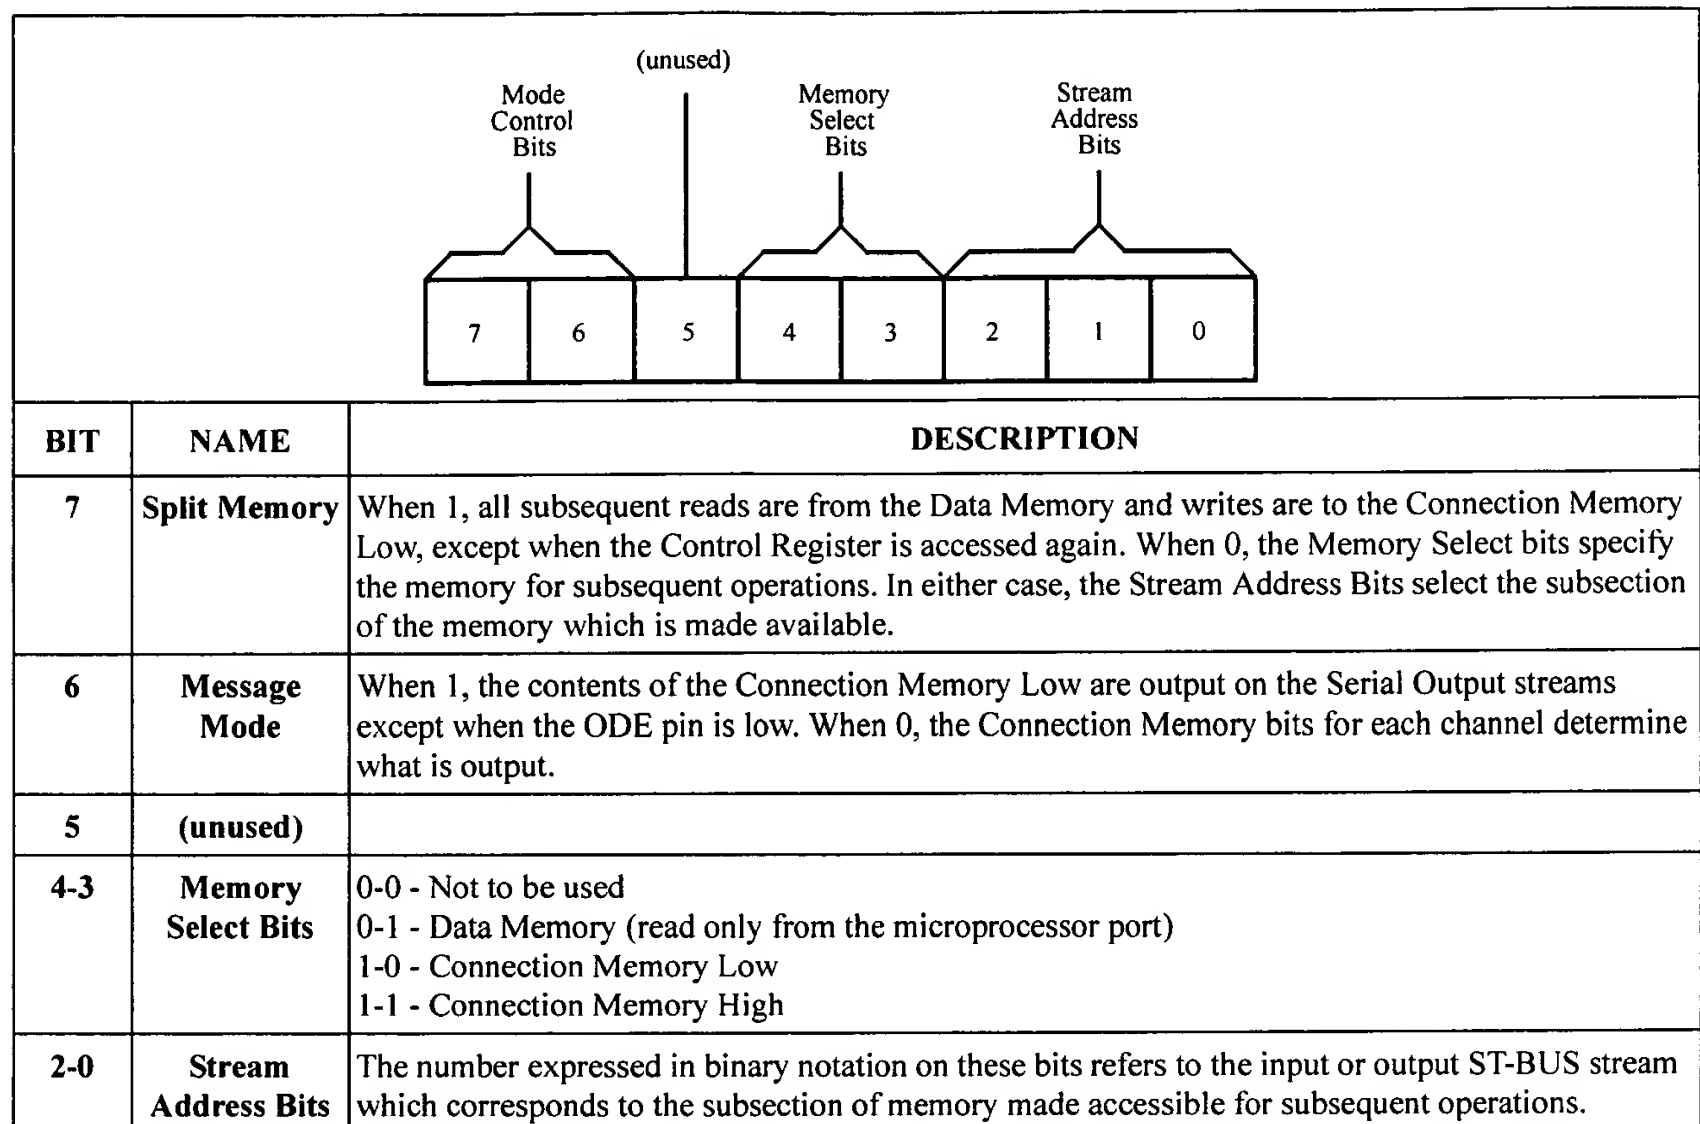 (unused)
Mode
Control
Bits
Memory
Select
Bits
Stream
Address
Bits
7 6 5 4 3 2 1 0
BIT NAME DESCRIPTION
7 Split Memory When 1, all subsequent reads are from the Data Memory and writes are to the Connection Memory
Low, except when the Control Register is accessed again. When 0, the Memory Select bits specify
the memory for subsequent operations. In either case, the Stream Address Bits select the subsection
of the memory which is made available.
6 Message When 1, the contents of the Connection Memory Low are output on the Serial Output streams
Mode except when the ODE pin is low. When 0, the Connection Memory bits for each channel determine
what is output.
5 (unused)
4-3 Memory 0-0 - Not to be used
Select Bits 0-1 - Data Memory (read only from the microprocessor port)
1-0 - Connection Memory Low
1-1 - Connection Memory High
2-0 Stream The number expressed in binary notation on these bits refers to the input or output ST-BUS stream
Address Bits which corresponds to the subsection of memory made accessible for subsequent operations.